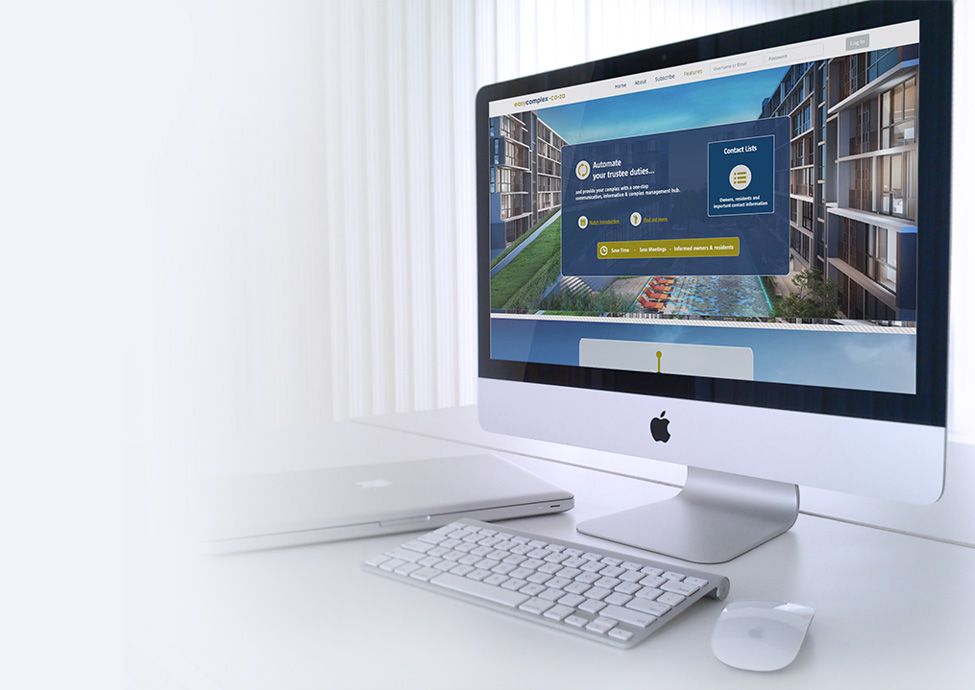 easycomplex.co.za
Home About Subscribe Features Username or Email Password Log In
Automate
your trustee duties...
and provide your complex with a one-stop
communication, informative & complex management hub.
Watch introduction Find out more
Save Time - Less Meetings - Informed owners & residents
Contact Lists
Owners, residents and
important contact information